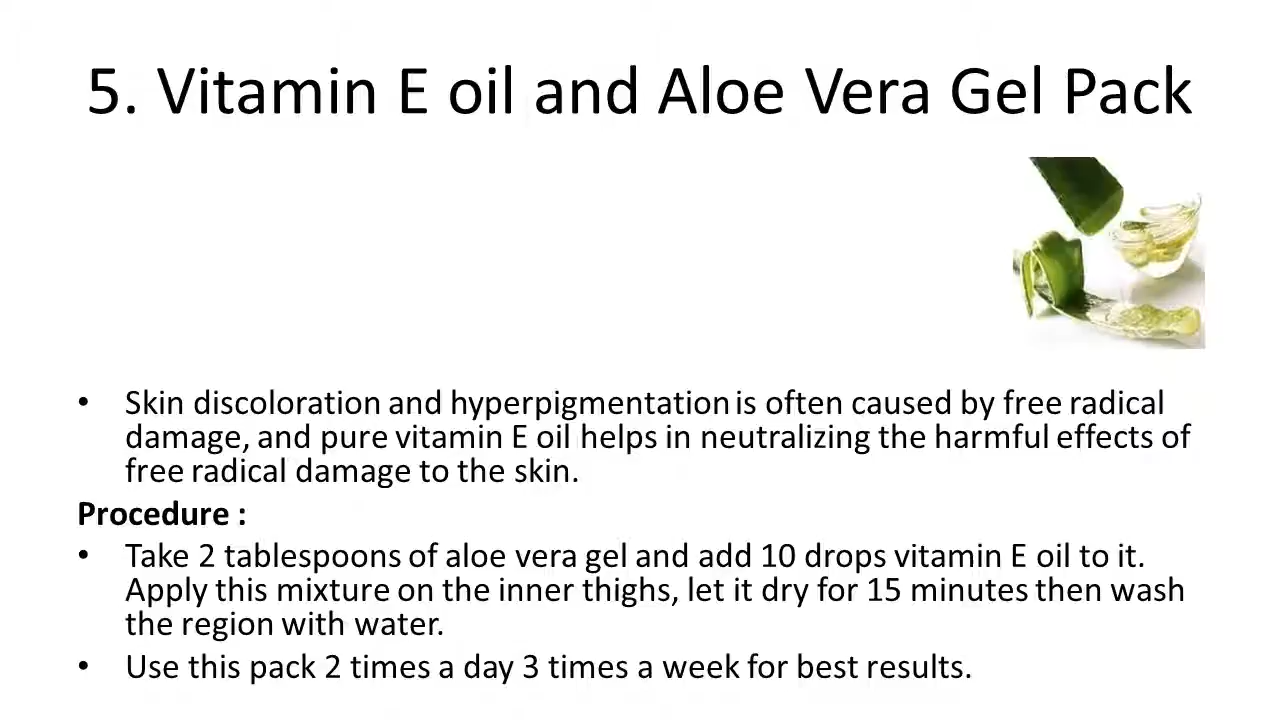 5. Vitamin E oil and Aloe Vera Gel Pack
• Skin discoloration and hyperpigmentation is often caused by free radical
damage, and pure vitamin E oil helps in neutralizing the harmful effects of
free radical damage to the skin.
Procedure :
• Take 2 tablespoons of aloe vera gel and add 10 drops vitamin E oil to it.
Apply this mixture on the inner thighs, let it dry for 15 minutes then wash
the region with water.
• Use this pack 2 times a day 3 times a week for best results.